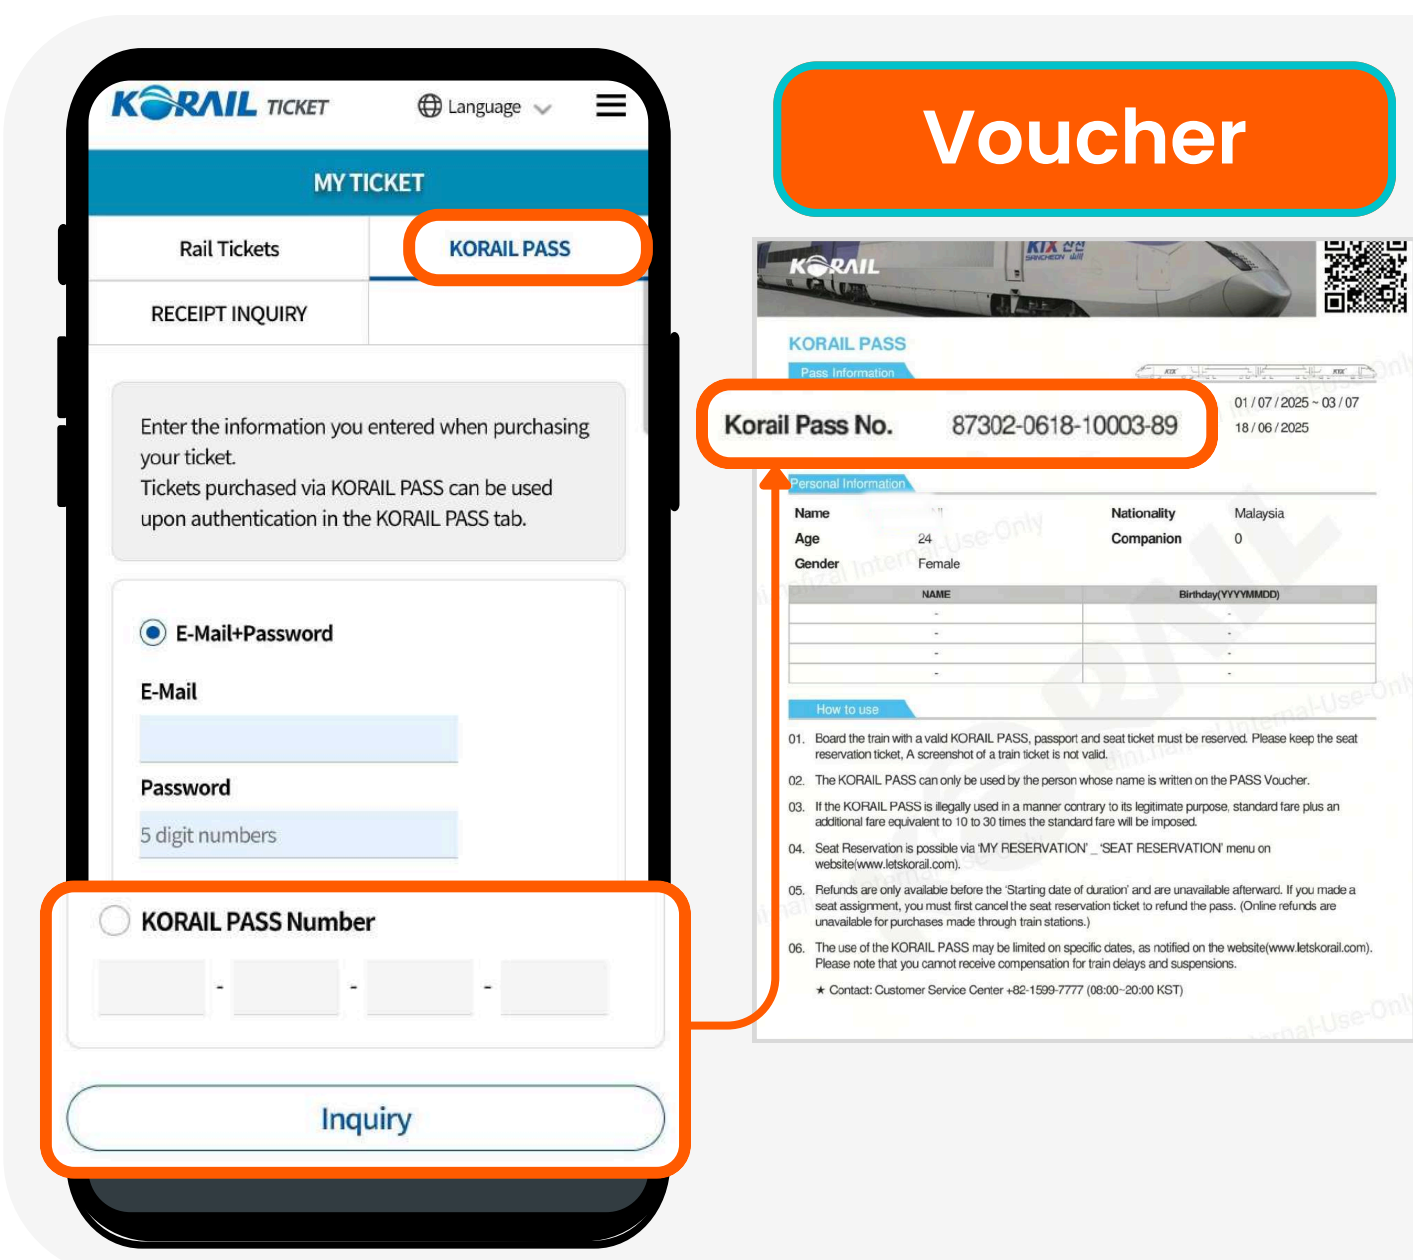 KORAIL TICKET
Language
MY TICKET
Rail Tickets
KORAIL PASS
RECEIPT INQUIRY
Enter the information you entered when purchasing
your ticket.
Tickets purchased via KORAIL PASS can be used
upon authentication in the KORAIL PASS tab.
E-Mail+Password
E-Mail
Password
5 digit numbers
KORAIL PASS Number
- - -
Inquiry
Voucher
KORAIL
KTX 산천
SANCHEON
KORAIL PASS
Pass Information
Korail Pass No. 87302-0618-10003-89
01 / 07 / 2025 ~ 03 / 07
18 / 06 / 2025
Personal Information
Name
Nationality Malaysia
Age 24
Companion 0
Gender Female
NAME Birthday(YYYYMMDD)
- -
- -
- -
- -
How to use
01. Board the train with a valid KORAIL PASS, passport and seat ticket must be reserved. Please keep the seat
reservation ticket, A screenshot of a train ticket is not valid.
02. The KORAIL PASS can only be used by the person whose name is written on the PASS Voucher.
03. If the KORAIL PASS is illegally used in a manner contrary to its legitimate purpose, standard fare plus an
additional fare equivalent to 10 to 30 times the standard fare will be imposed.
04. Seat Reservation is possible via 'MY RESERVATION' _ 'SEAT RESERVATION' menu on
website(www.letskorail.com).
05. Refunds are only available before the 'Starting date of duration' and are unavailable afterward. If you made a
seat assignment, you must first cancel the seat reservation ticket to refund the pass. (Online refunds are
unavailable for purchases made through train stations.)
06. The use of the KORAIL PASS may be limited on specific dates, as notified on the website(www.letskorail.com).
Please note that you cannot receive compensation for train delays and suspensions.
★ Contact: Customer Service Center +82-1599-7777 (08:00~20:00 KST)